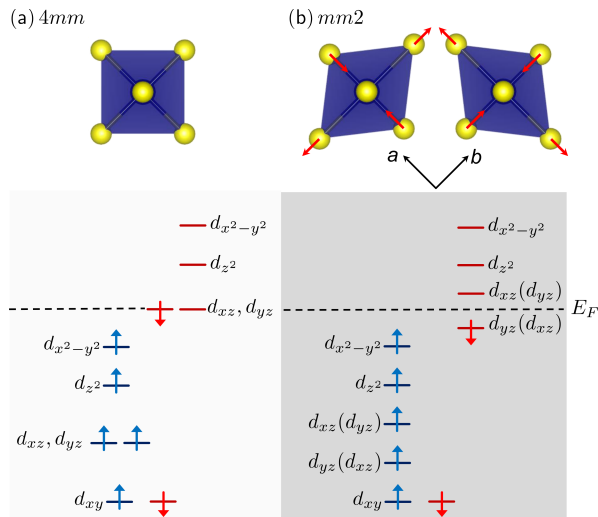 (a) 4mm
(b) mm2
a
b
d_{x^2-y^2}
d_{z^2}
d_{xz}, d_{yz}
d_{x^2-y^2}
d_{z^2}
d_{xz}, d_{yz}
d_{xy}
d_{x^2-y^2}
d_{z^2}
d_{xz}(d_{yz})
E_F
d_{yz}(d_{xz})
d_{x^2-y^2}
d_{z^2}
d_{xz}(d_{yz})
d_{yz}(d_{xz})
d_{xy}